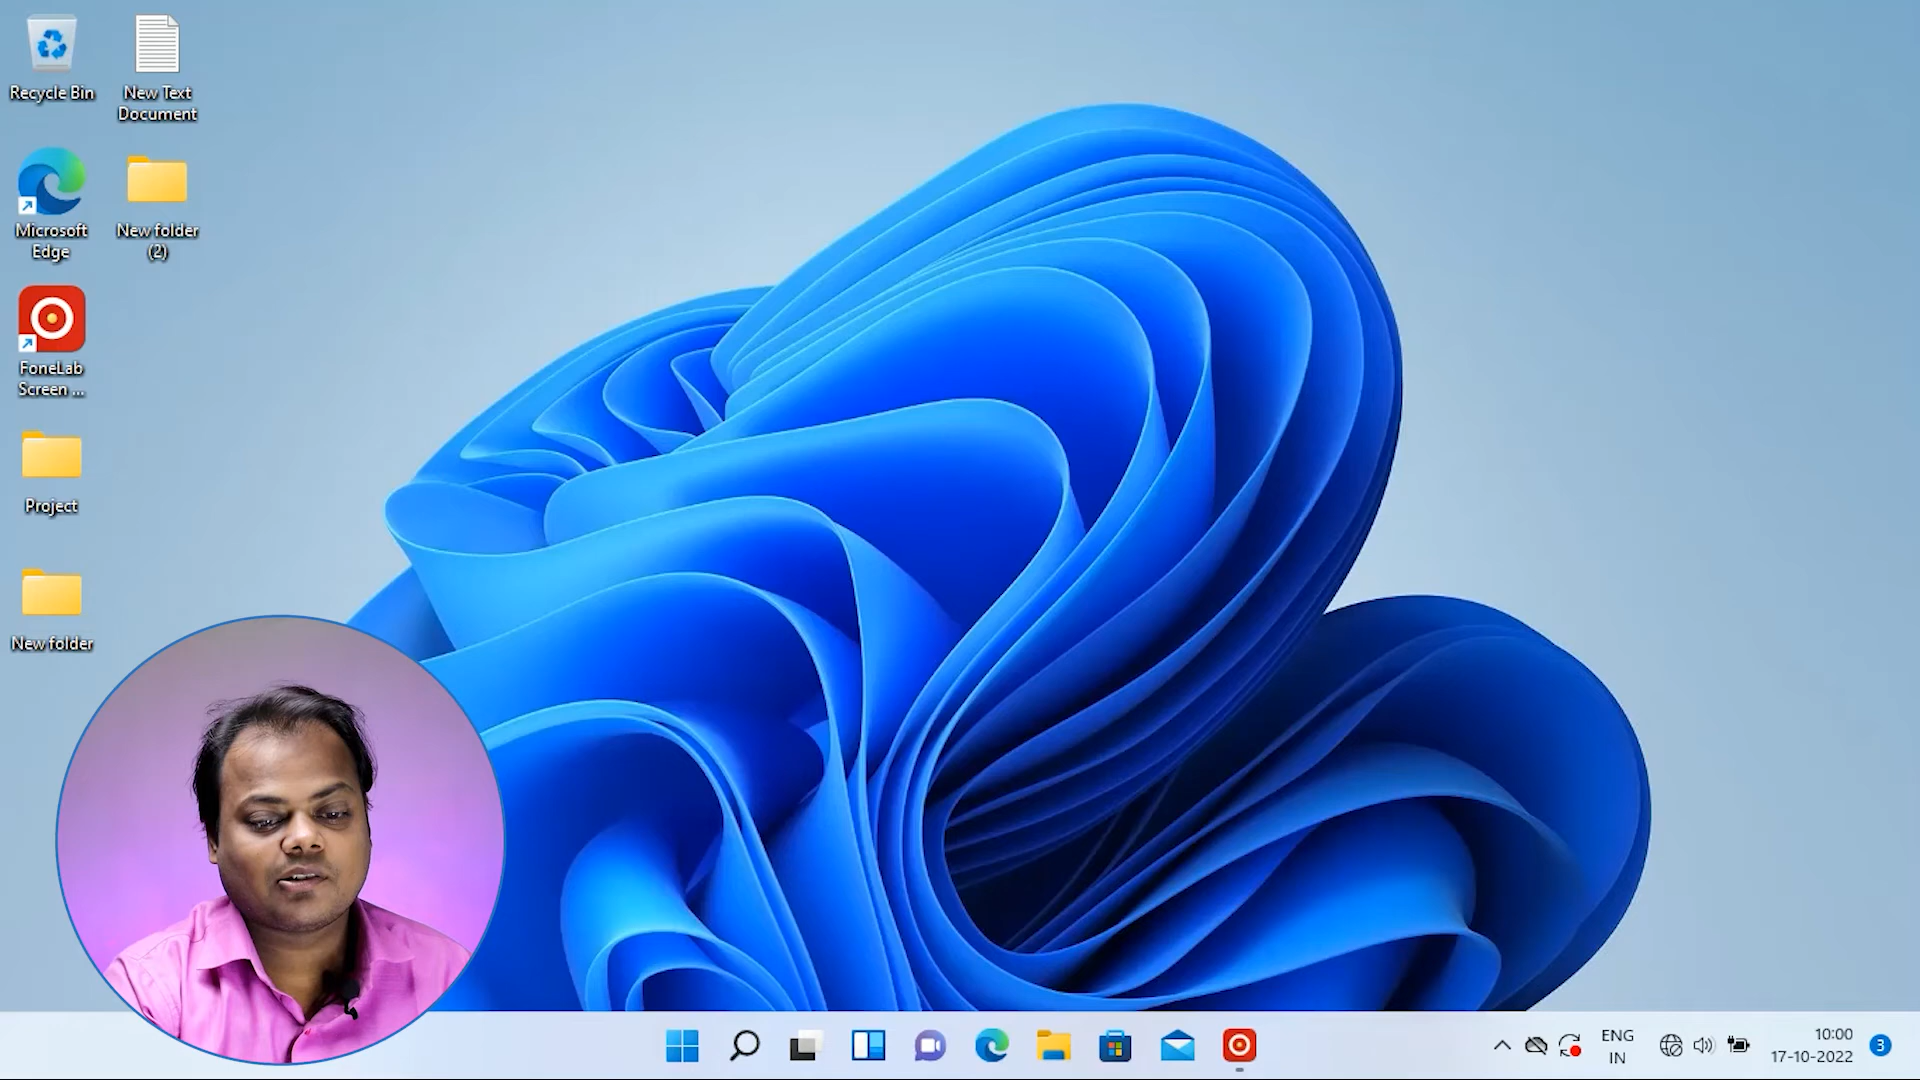 Recycle Bin
New Text
Document
Microsoft
Edge
New folder
(2)
FoneLab
Screen ...
Project
New folder
ENG
IN
10:00
17-10-2022
3